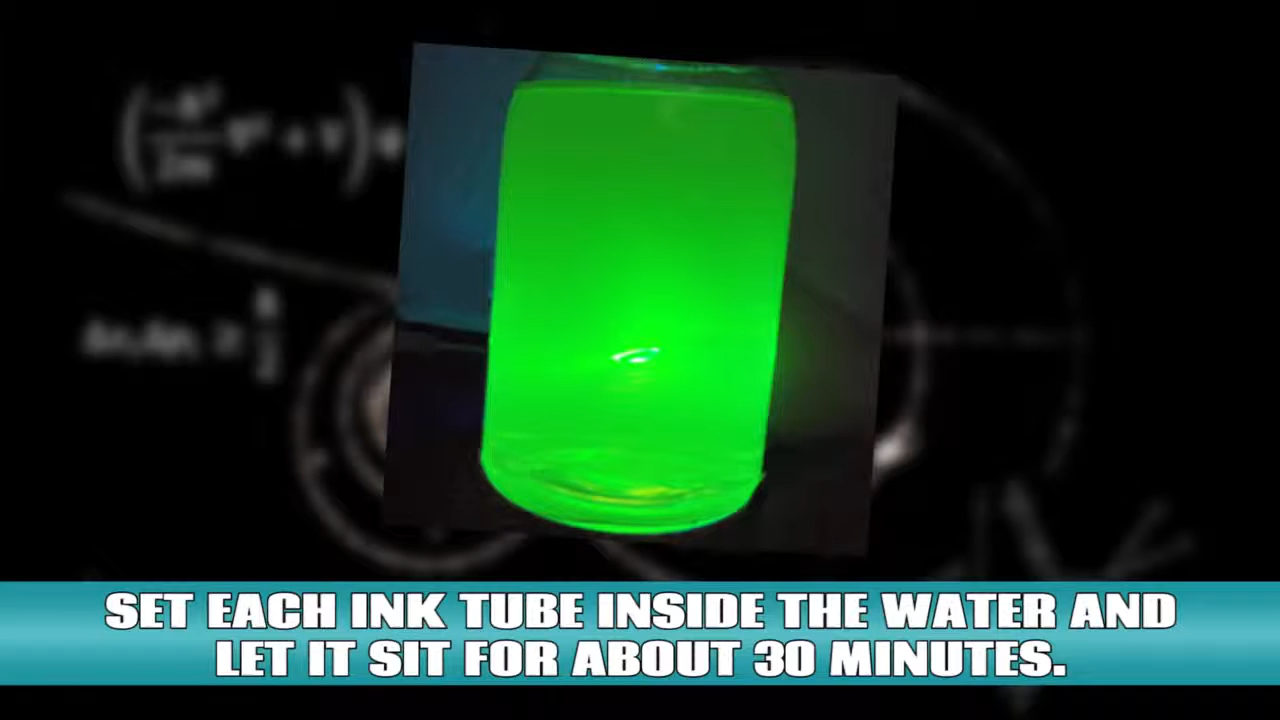 SET EACH INK TUBE INSIDE THE WATER AND
LET IT SIT FOR ABOUT 30 MINUTES.